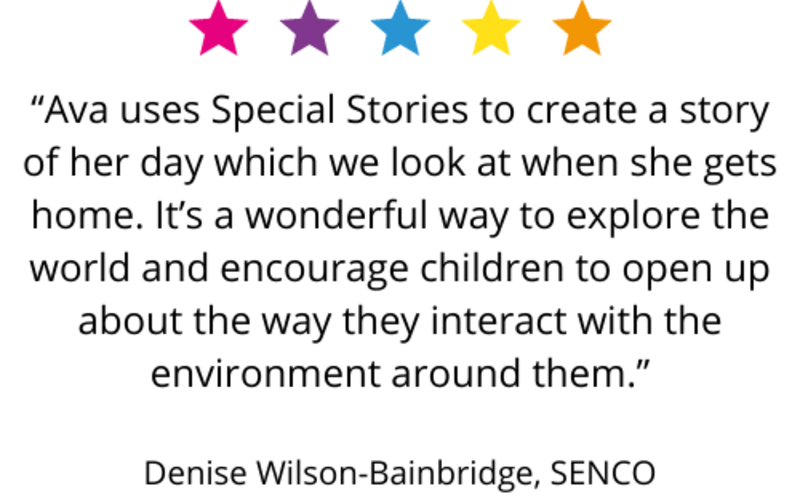 “Ava uses Special Stories to create a story
of her day which we look at when she gets
home. It’s a wonderful way to explore the
world and encourage children to open up
about the way they interact with the
environment around them.”
Denise Wilson-Bainbridge, SENCO